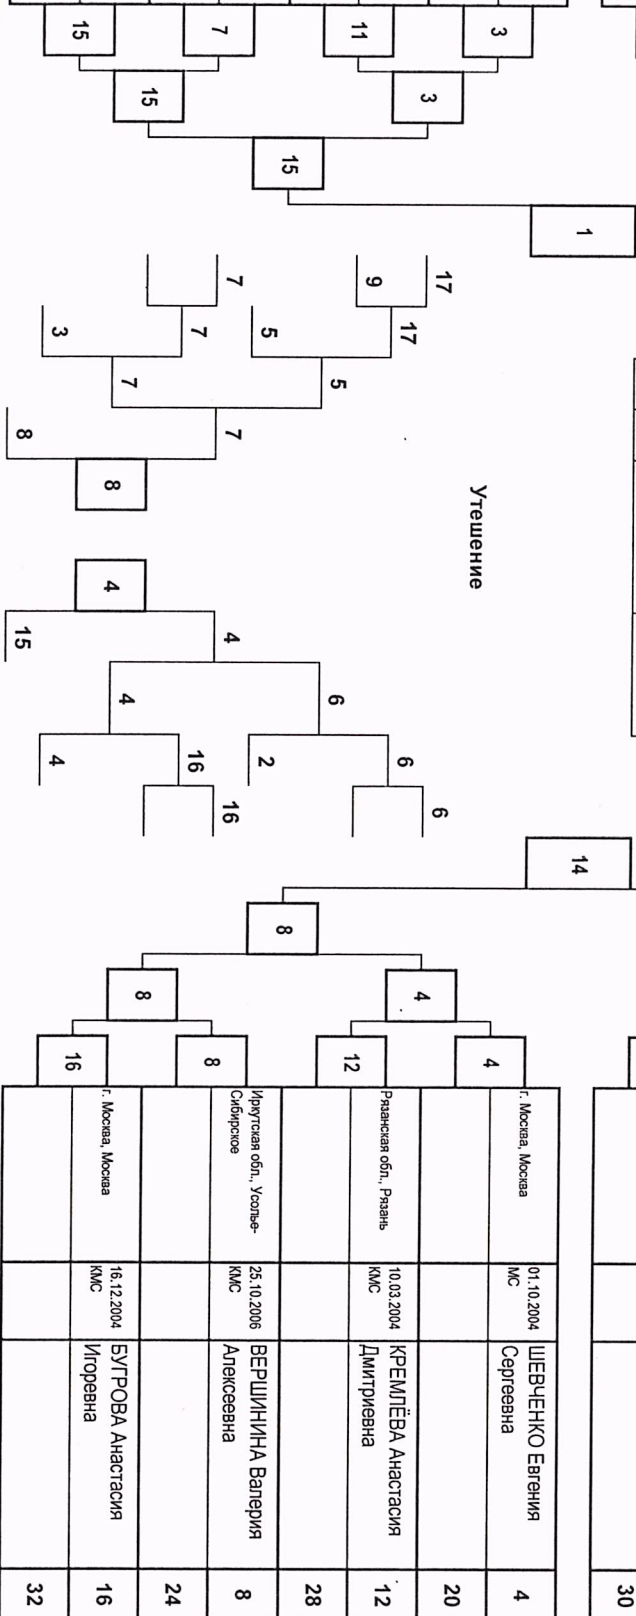 30
1
14
3
4
г. Москва, Москва
01.10.2004
МС
ШЕВЧЕНКО Евгения
Сергеевна
4
Утешение
20
17
6
3
4
17
6
11
12
Рязанская обл., Рязань
10.03.2004
КМС
КРЕМЛЁВА Анастасия
Дмитриевна
12
9
5
6
28
15
8
5
2
Иркутская обл., Усолье-
Сибирское
25.10.2006
КМС
ВЕРШИНИНА Валерия
Алексеевна
8
7
7
4
16
7
8
7
16
24
15
8
7
4
8
4
г. Москва, Москва
16.12.2004
КМС
БУГРОВА Анастасия
Игоревна
16
15
16
3
4
32
8
15